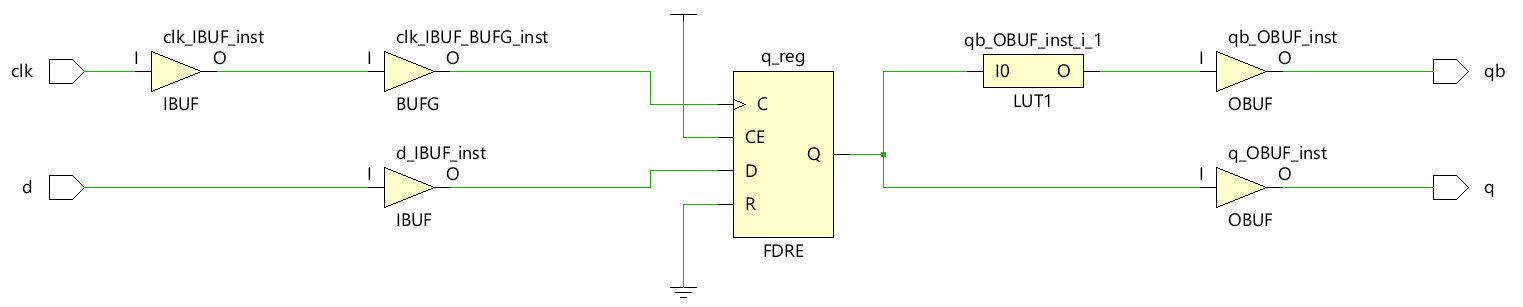 clk
I
clk_IBUF_inst
O
IBUF
I
clk_IBUF_BUFG_inst
O
BUFG
d
I
d_IBUF_inst
O
IBUF
q_reg
C
CE
D
R
Q
FDRE
qb_OBUF_inst_i_1
I0 O
LUT1
I
qb_OBUF_inst
O
OBUF
qb
I
q_OBUF_inst
O
OBUF
q